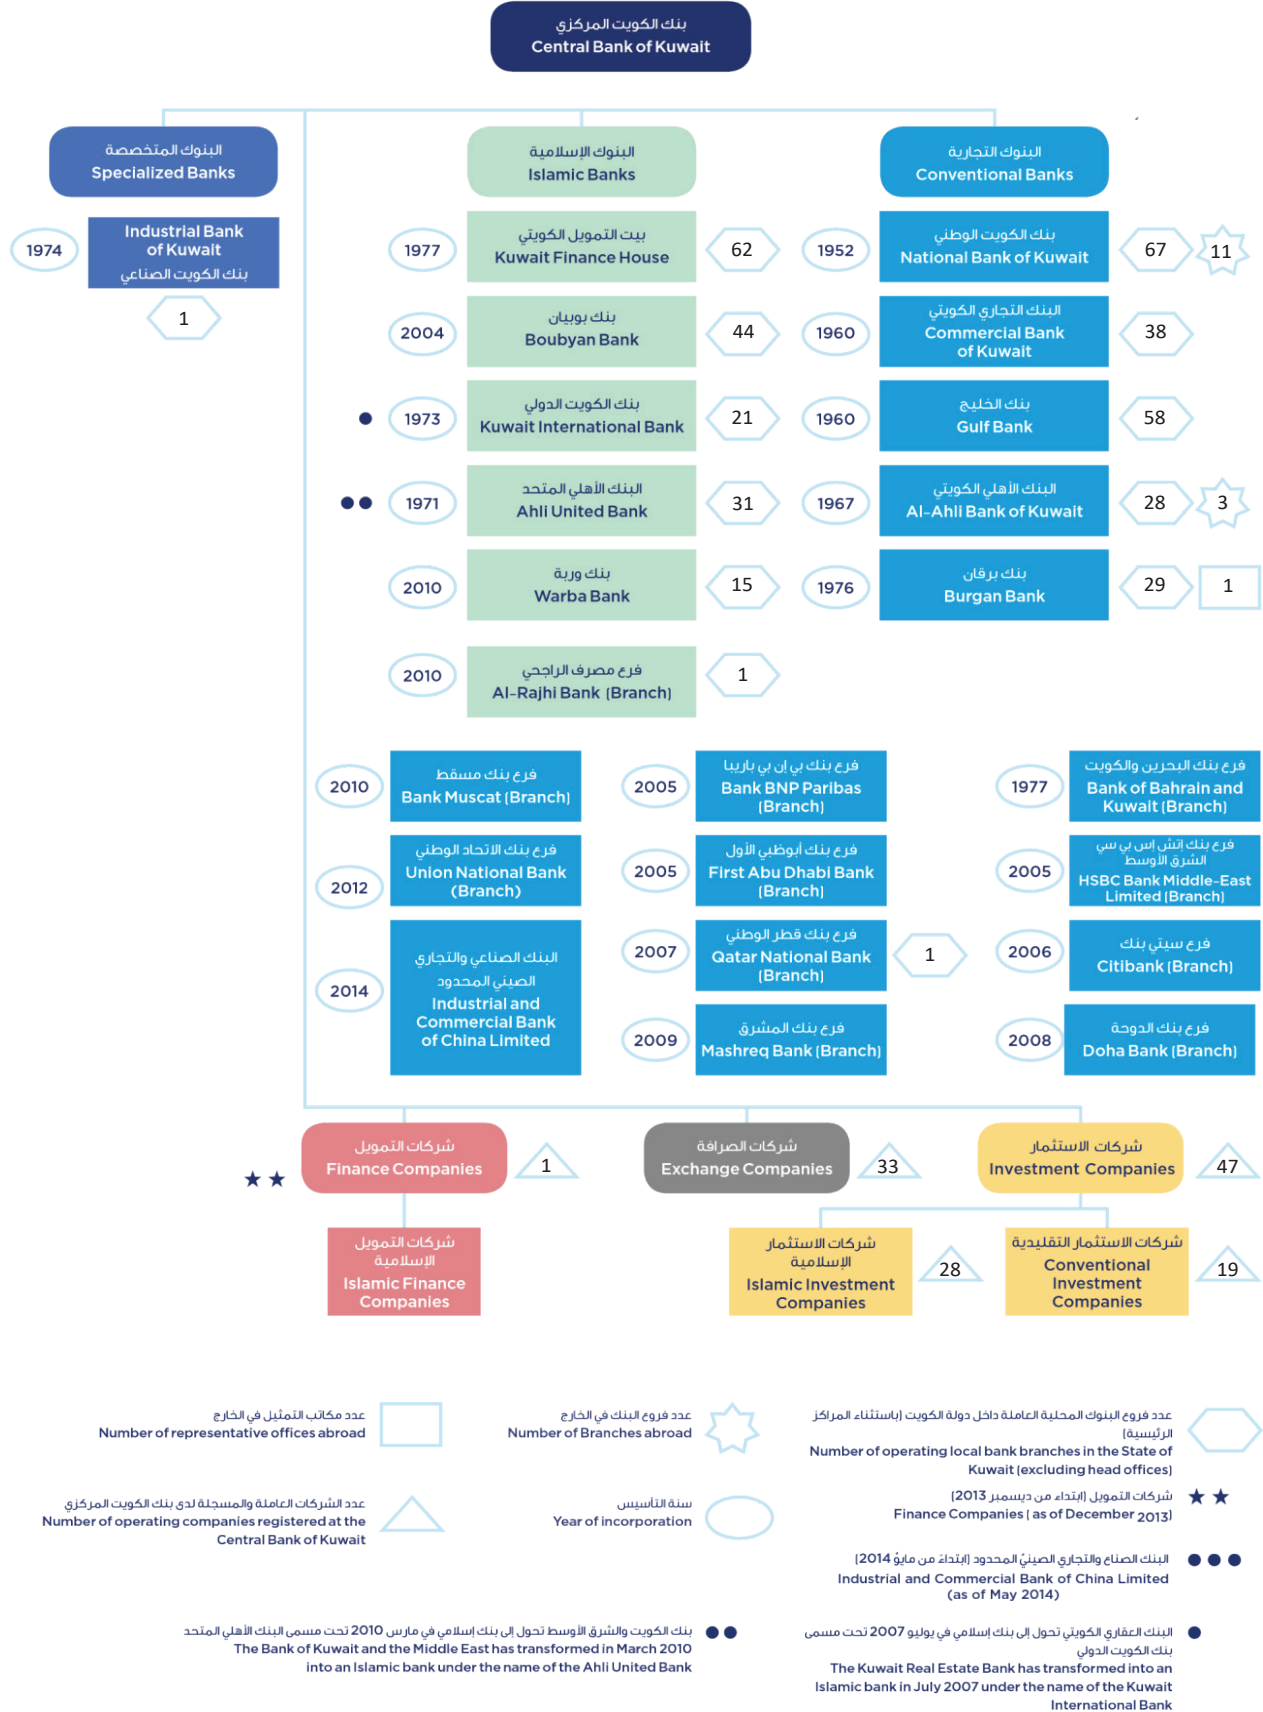 بنك الكويت المركزي
Central Bank of Kuwait
البنوك المتخصصة
Specialized Banks
1974
Industrial Bank
of Kuwait
بنك الكويت الصناعي
1
البنوك الإسلامية
Islamic Banks
1977
بيت التمويل الكويتي
Kuwait Finance House
62
2004
بنك بوبيان
Boubyan Bank
44
1973
بنك الكويت الدولي
Kuwait International Bank
21
1971
البنك الأهلي المتحد
Ahli United Bank
31
2010
بنك وربة
Warba Bank
15
2010
فرع مصرف الراجحي
Al-Rajhi Bank (Branch)
1
البنوك التجارية
Conventional Banks
1952
بنك الكويت الوطني
National Bank of Kuwait
67
11
1960
البنك التجاري الكويتي
Commercial Bank
of Kuwait
38
1960
بنك الخليج
Gulf Bank
58
1967
البنك الأهلي الكويتي
Al-Ahli Bank of Kuwait
28
3
1976
بنك برقان
Burgan Bank
29
1
2010
فرع بنك مسقط
Bank Muscat (Branch)
2012
فرع بنك الاتحاد الوطني
Union National Bank
(Branch)
2014
البنك الصناعي والتجاري
الصيني المحدود
Industrial and
Commercial Bank
of China Limited
2005
فرع بنك بي إن بي باريبا
Bank BNP Paribas
(Branch)
2005
فرع بنك أبوظبي الأول
First Abu Dhabi Bank
(Branch)
2007
فرع بنك قطر الوطني
Qatar National Bank
(Branch)
1
2009
فرع بنك المشرق
Mashreq Bank (Branch)
1977
فرع بنك البحرين والكويت
Bank of Bahrain and
Kuwait (Branch)
2005
فرع بنك إتش إس بي سي
الشرق الأوسط
HSBC Bank Middle-East
Limited (Branch)
2006
فرع سيتي بنك
Citibank (Branch)
2008
فرع بنك الدوحة
Doha Bank (Branch)
★ ★
شركات التمويل
Finance Companies
1
شركات التمويل
الإسلامية
Islamic Finance
Companies
شركات الصرافة
Exchange Companies
33
شركات الاستثمار
Investment Companies
47
شركات الاستثمار
الإسلامية
Islamic Investment
Companies
28
شركات الاستثمار التقليدية
Conventional
Investment
Companies
19
عدد مكاتب التمثيل في الخارج
Number of representative offices abroad
عدد فروع البنك في الخارج
Number of Branches abroad
عدد فروع البنوك المحلية العاملة داخل دولة الكويت (باستثناء المراكز
الرئيسية)
Number of operating local bank branches in the State of
Kuwait (excluding head offices)
عدد الشركات العاملة والمسجلة لدى بنك الكويت المركزي
Number of operating companies registered at the
Central Bank of Kuwait
سنة التأسيس
Year of incorporation
شركات التمويل (ابتداء من ديسمبر 2013) ★ ★
Finance Companies ( as of December 2013)
البنك الصناع والتجاري الصينيّ المحدود (ابتداءً من مايوّ 2014)
Industrial and Commercial Bank of China Limited
(as of May 2014)
بنك الكويت والشرق الأوسط تحول إلى بنك إسلامي في مارس 2010 تحت مسمى البنك الأهلي المتحد
The Bank of Kuwait and the Middle East has transformed in March 2010
into an Islamic bank under the name of the Ahli United Bank
البنك العقاري الكويتي تحول إلى بنك إسلامي في يوليو 2007 تحت مسمى
بنك الكويت الدولي
The Kuwait Real Estate Bank has transformed into an
Islamic bank in July 2007 under the name of the Kuwait
International Bank